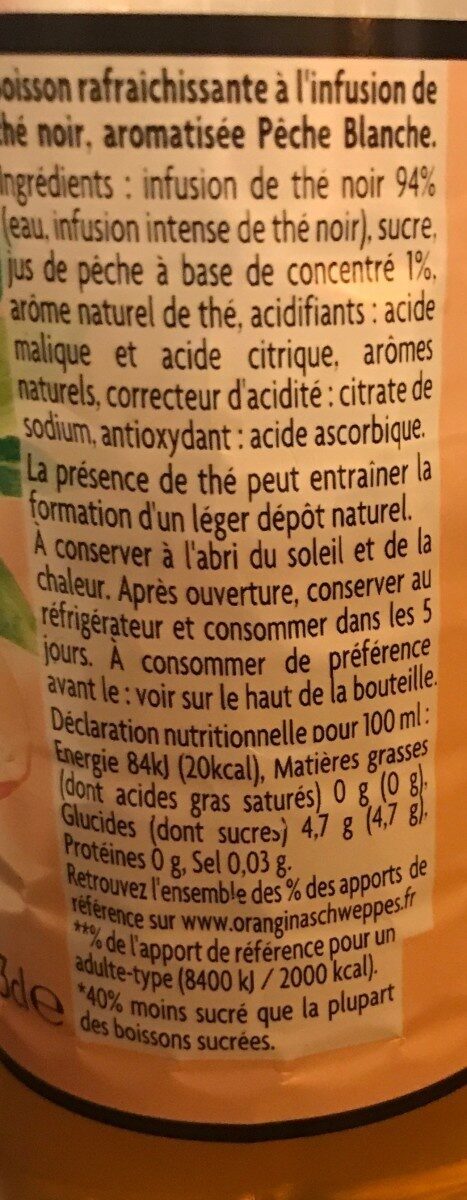 oisson rafraichissante à l'infusion de
hé noir, aromatisée Pêche Blanche.
Ingrédients : infusion de thé noir 94%
(eau, infusion intense de thé noir), sucre,
jus de pêche à base de concentré 1%,
arôme naturel de thé, acidifiants : acide
malique et acide citrique, arômes
naturels, correcteur d'acidité : citrate de
sodium, antioxydant : acide ascorbique.
La présence de thé peut entraîner la
formation d'un léger dépôt naturel.
À conserver à l'abri du soleil et de la
chaleur. Après ouverture, conserver au
réfrigérateur et consommer dans les 5
jours. À consommer de préférence
avant le : voir sur le haut de la bouteille.
Déclaration nutritionnelle pour 100 ml :
Energie 84kJ (20kcal), Matières grasses
(dont acides gras saturés) 0 g (0 g),
Glucides (dont sucres) 4,7 g (4,7 g),
Protéines 0 g, Sel 0,03 g.
Retrouvez l'ensemble des % des apports de
référence sur www.oranginaschweppes.fr
**% de l'apport de référence pour un
adulte-type (8400 kJ / 2000 kcal).
*40% moins sucré que la plupart
des boissons sucrées.
3de